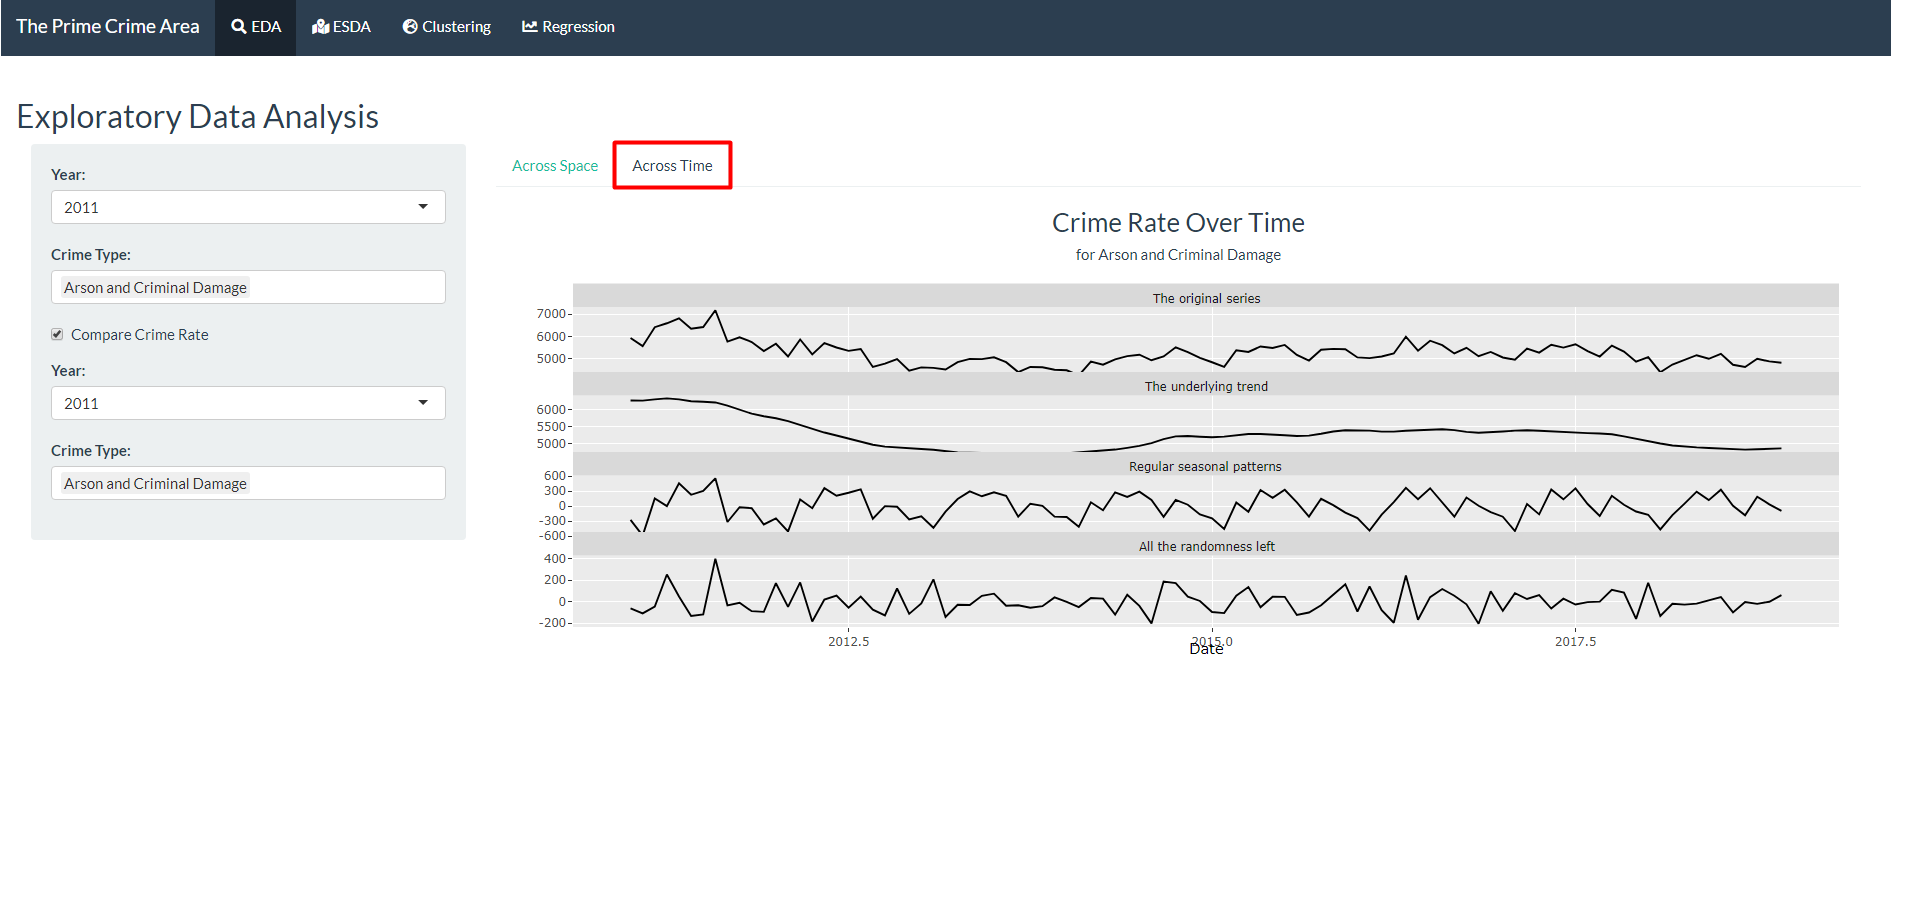 The Prime Crime Area EDA ESDA Clustering Regression
Exploratory Data Analysis
Year:
2011
Crime Type:
Arson and Criminal Damage
Compare Crime Rate
Year:
2011
Crime Type:
Arson and Criminal Damage
Across Space Across Time
Crime Rate Over Time
for Arson and Criminal Damage
The original series
7000
6000
5000
The underlying trend
6000
5500
5000
Regular seasonal patterns
600
300
0
-300
-600
All the randomness left
400
200
0
-200
2012.5 2015.0 2017.5
Date